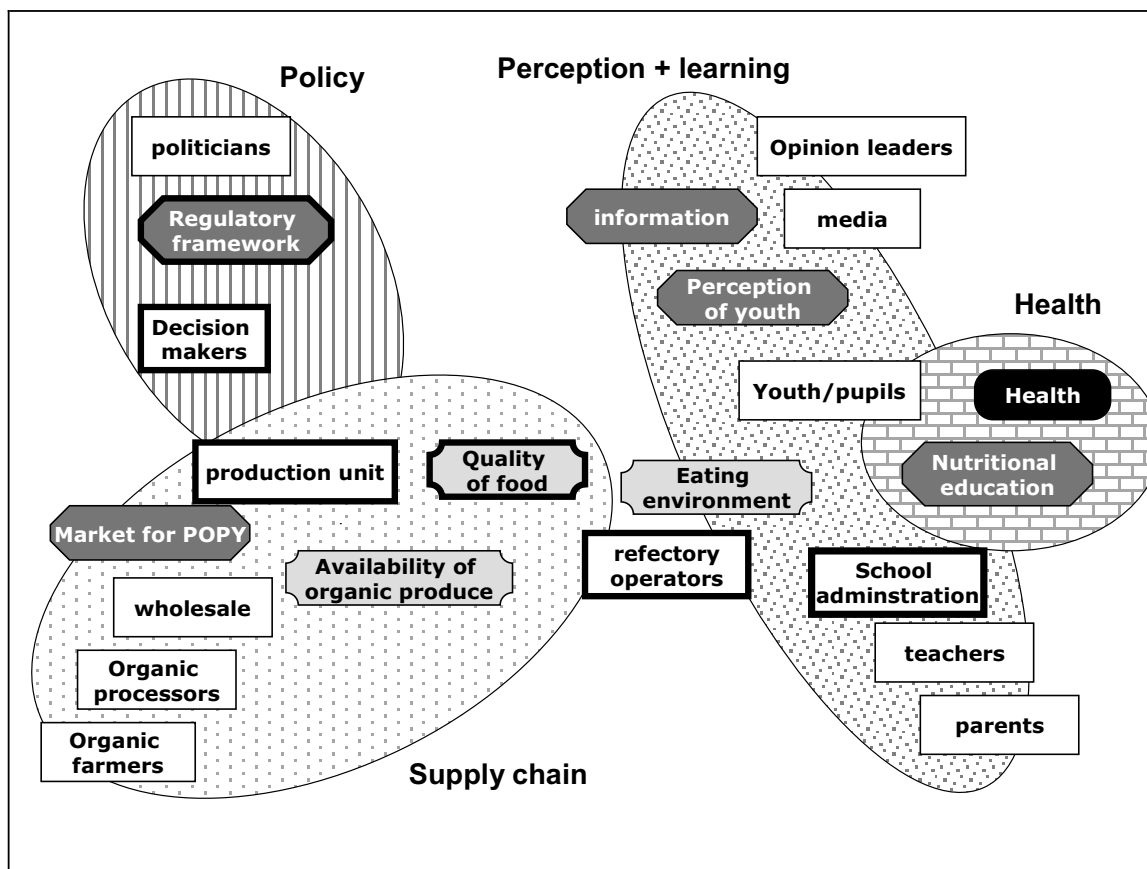 Policy
Perception + learning
politicians
Opinion leaders
Regulatory
framework
information
media
Perception
of youth
Health
Decision
makers
Youth/pupils
Health
production unit
Quality
of food
Eating
environment
Nutritional
education
Market for POPY
Availability of
organic produce
refectory
operators
School
adminstration
wholesale
teachers
Organic
processors
parents
Organic
farmers
Supply chain